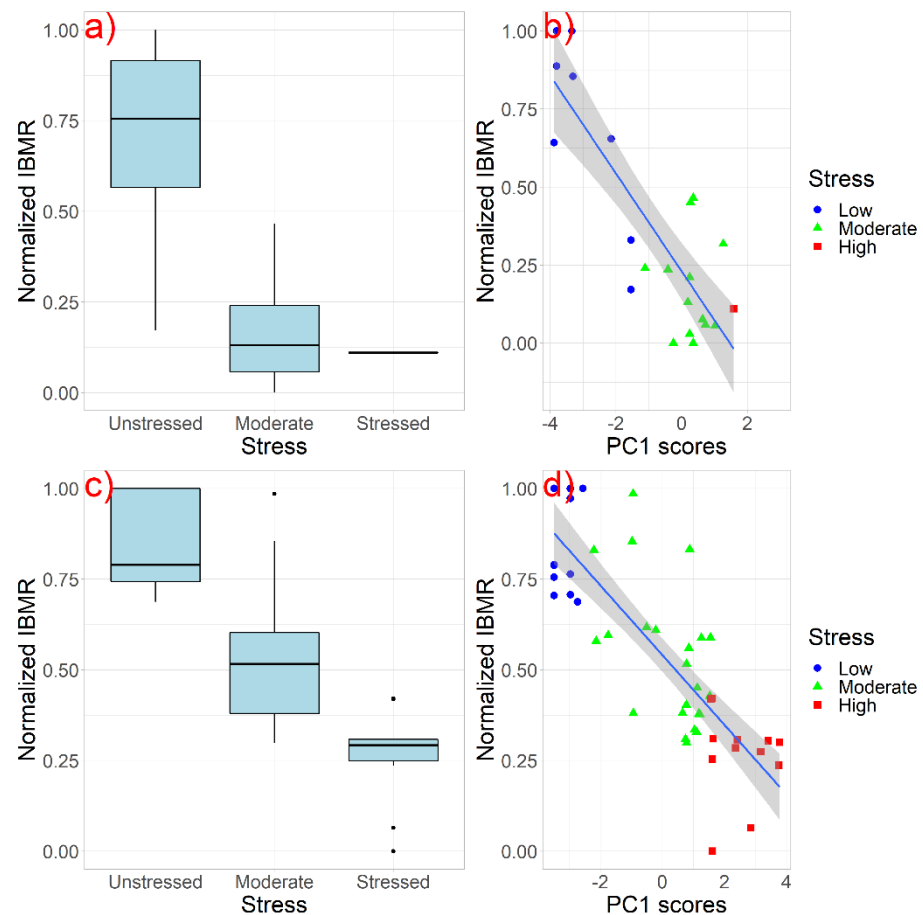 a)
Normalized IBMR
1.00
0.75
0.50
0.25
0.00
Unstressed Moderate Stressed
Stress
b)
Normalized IBMR
1.00
0.75
0.50
0.25
0.00
-4 -2 0 2
PC1 scores
Stress
Low
Moderate
High
c)
Normalized IBMR
1.00
0.75
0.50
0.25
0.00
Unstressed Moderate Stressed
Stress
d)
Normalized IBMR
1.00
0.75
0.50
0.25
0.00
-2 0 2 4
PC1 scores
Stress
Low
Moderate
High